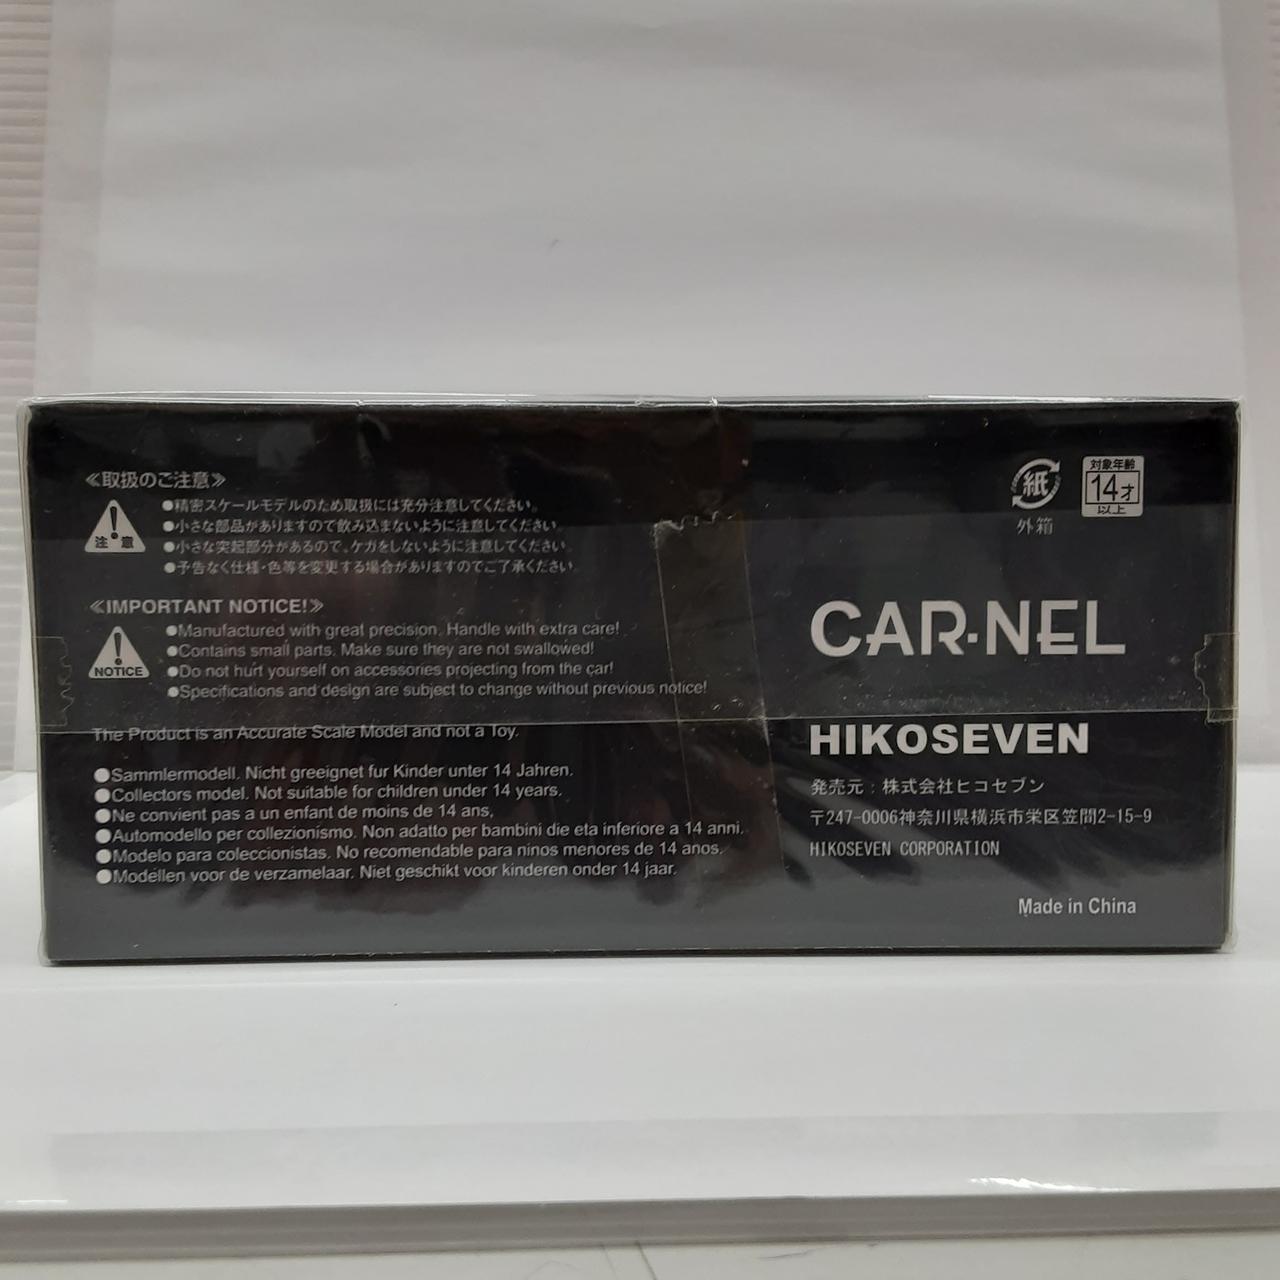 ≪取扱のご注意≫
注意
●精密スケールモデルのため取扱には充分注意してください。
●小さな部品がありますので飲み込まないように注意してください。
●小さな突起部分があるので、ケガをしないように注意してください。
●予告なく仕様・色等を変更する場合がありますのでご了承ください。
≪IMPORTANT NOTICE!≫
NOTICE
●Manufactured with great precision. Handle with extra care!
●Contains small parts. Make sure they are not swallowed!
●Do not hurt yourself on accessories projecting from the car!
●Specifications and design are subject to change without previous notice!
The Product is an Accurate Scale Model and not a Toy.
●Sammlermodell. Nicht greeignet fur Kinder unter 14 Jahren.
●Collectors model. Not suitable for children under 14 years.
●Ne convient pas a un enfant de moins de 14 ans,
●Automodello per collezionismo. Non adatto per bambini die eta inferiore a 14 anni.
●Modelo para coleccionistas. No recomendable para ninos menores de 14 anos.
●Modellen voor de verzamelaar. Niet geschikt voor kinderen onder 14 jaar.
紙
外箱
対象年齢
14才
以上
CAR-NEL
HIKOSEVEN
発売元：株式会社ヒコセブン
〒247-0006神奈川県横浜市栄区笠間2-15-9
HIKOSEVEN CORPORATION
Made in China